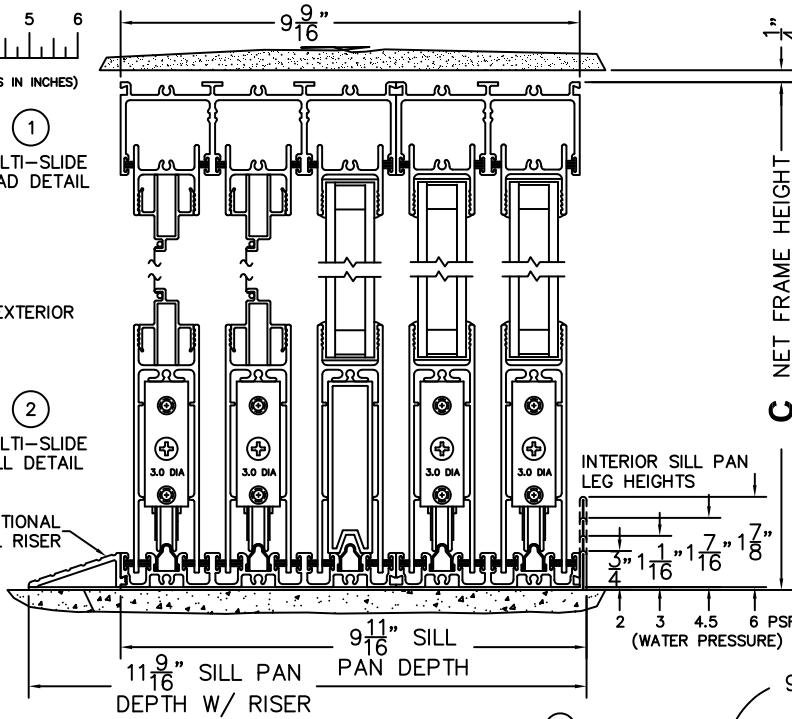 5 6
9 9/16"
S IN INCHES)
1
LTI-SLIDE
AD DETAIL
EXTERIOR
2
LTI-SLIDE
LL DETAIL
TIONAL
L RISER
3.0 DIA 3.0 DIA 3.0 DIA 3.0 DIA
C NET FRAME HEIGHT
INTERIOR SILL PAN
LEG HEIGHTS
3/4" 1 1/16" 1 7/16" 1 7/8"
2 3 4.5 6 PSF
(WATER PRESSURE)
9 11/16" SILL
PAN DEPTH
11 9/16" SILL PAN
DEPTH W/ RISER
9